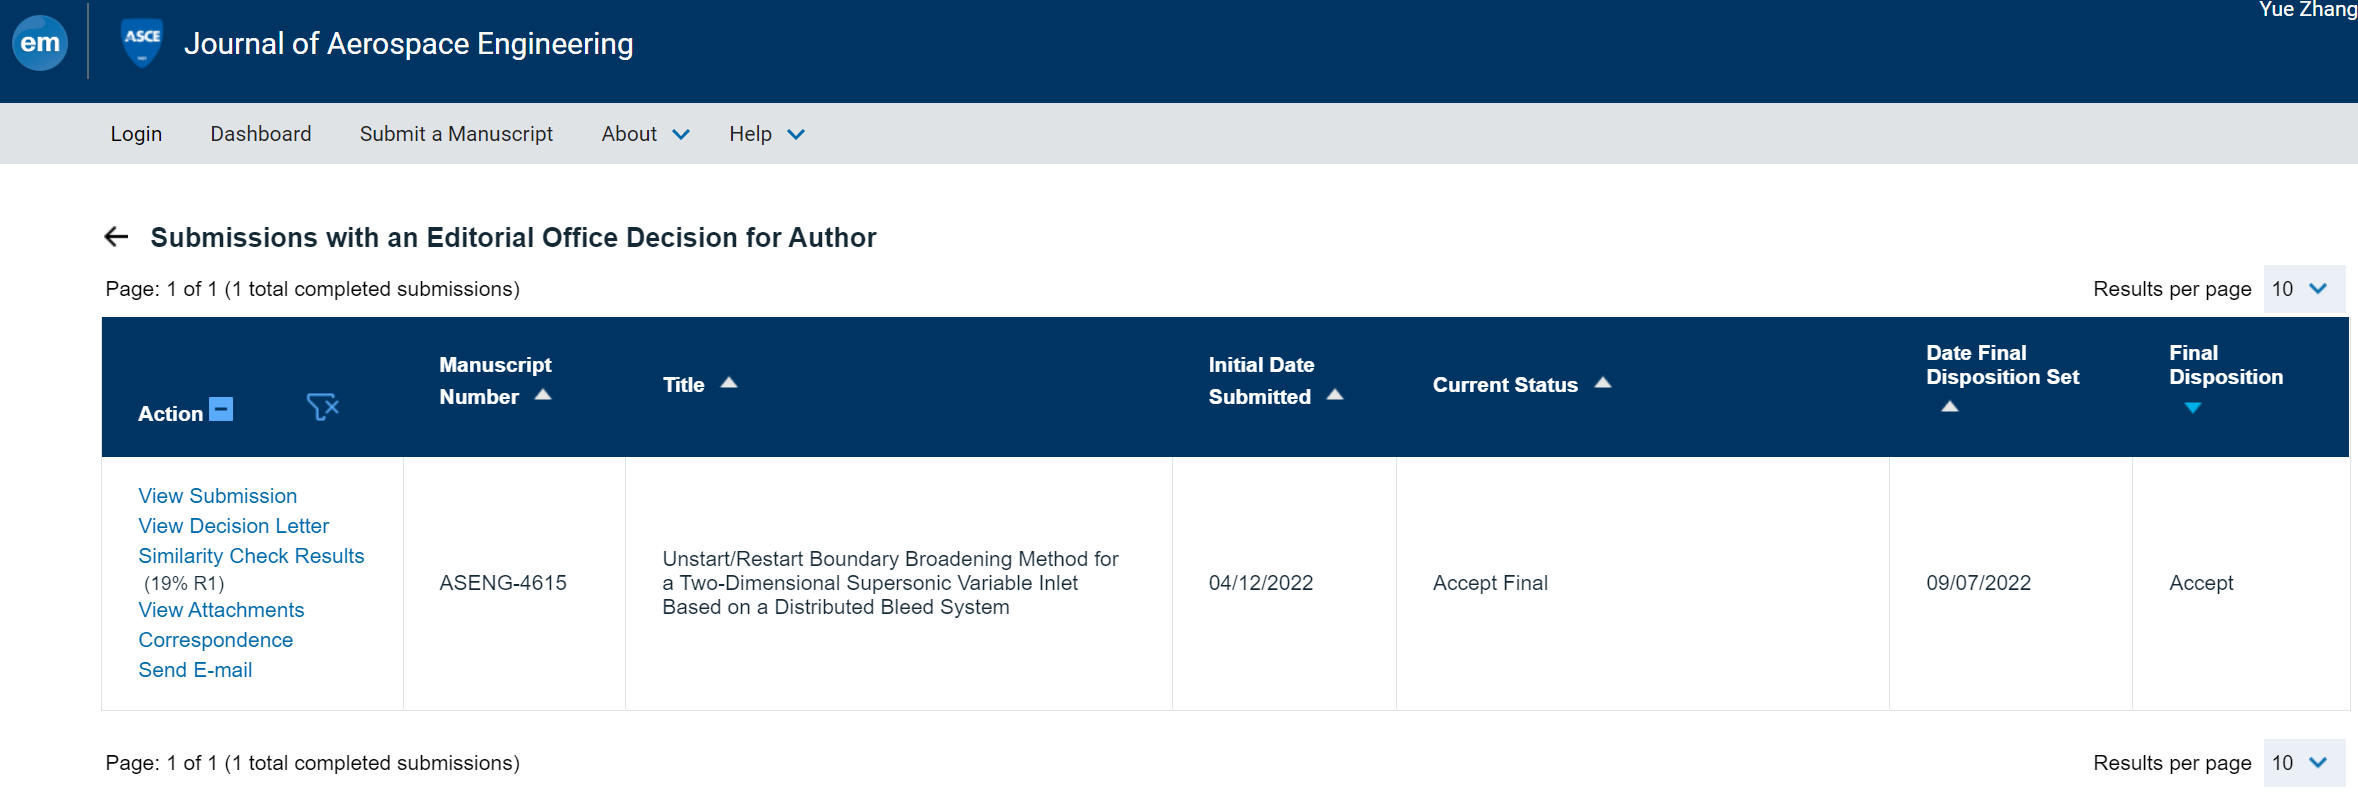 Yue Zhang
em
ASCE
Journal of Aerospace Engineering
Login Dashboard Submit a Manuscript About Help
Submissions with an Editorial Office Decision for Author
Page: 1 of 1 (1 total completed submissions)
Results per page 10
Action
Manuscript
Number
Title
Initial Date
Submitted
Current Status
Date Final
Disposition Set
Final
Disposition
View Submission
View Decision Letter
Similarity Check Results
(19% R1)
View Attachments
Correspondence
Send E-mail
ASENG-4615
Unstart/Restart Boundary Broadening Method for
a Two-Dimensional Supersonic Variable Inlet
Based on a Distributed Bleed System
04/12/2022
Accept Final
09/07/2022
Accept
Page: 1 of 1 (1 total completed submissions)
Results per page 10